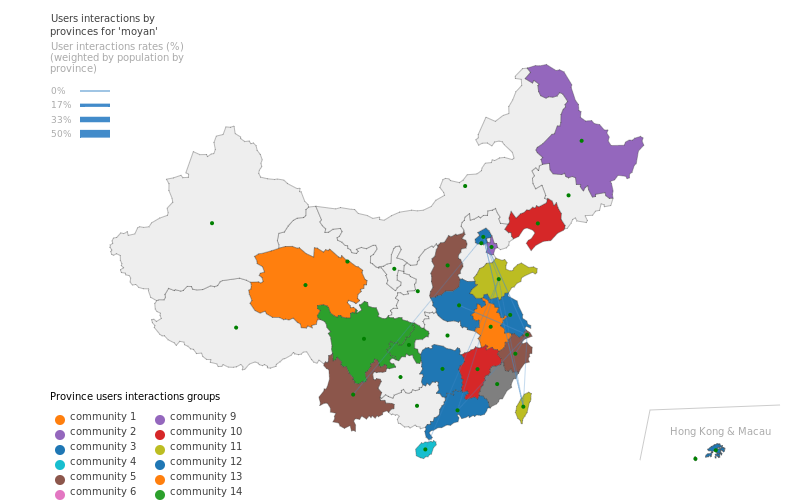 Users interactions by
provinces for 'moyan'
User interactions rates (%)
(weighted by population by
province)
0%
17%
33%
50%
Hong Kong & Macau
Province users interactions groups
community 1
community 2
community 3
community 4
community 5
community 6
community 9
community 10
community 11
community 12
community 13
community 14